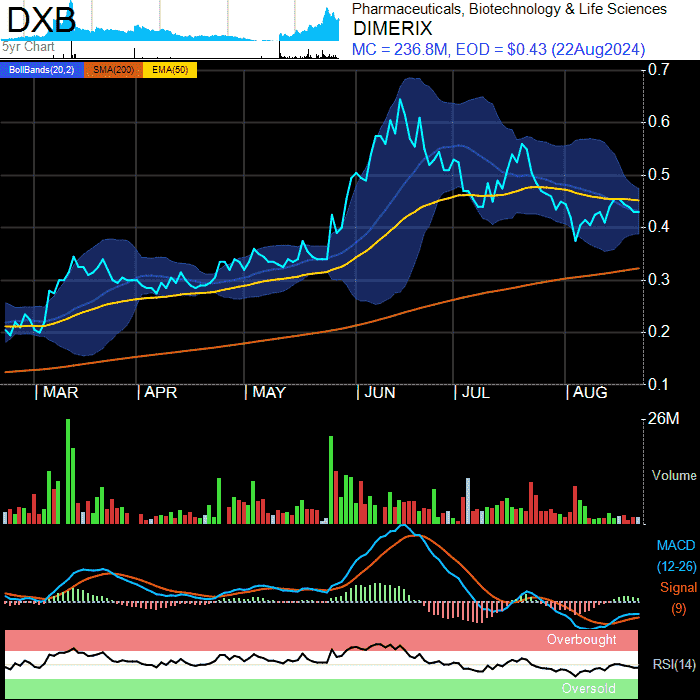 DXB
5yr Chart
Pharmaceuticals, Biotechnology & Life Sciences
DIMERIX
MC = 236.8M, EOD = $0.43 (22Aug2024)
BollBands(20,2) SMA(200) EMA(50)
0.7
0.6
0.5
0.4
0.3
0.2
0.1
| MAR | APR | MAY | JUN | JUL | AUG
26M
Volume
MACD
(12-26)
Signal
(9)
Overbought
RSI(14)
Oversold